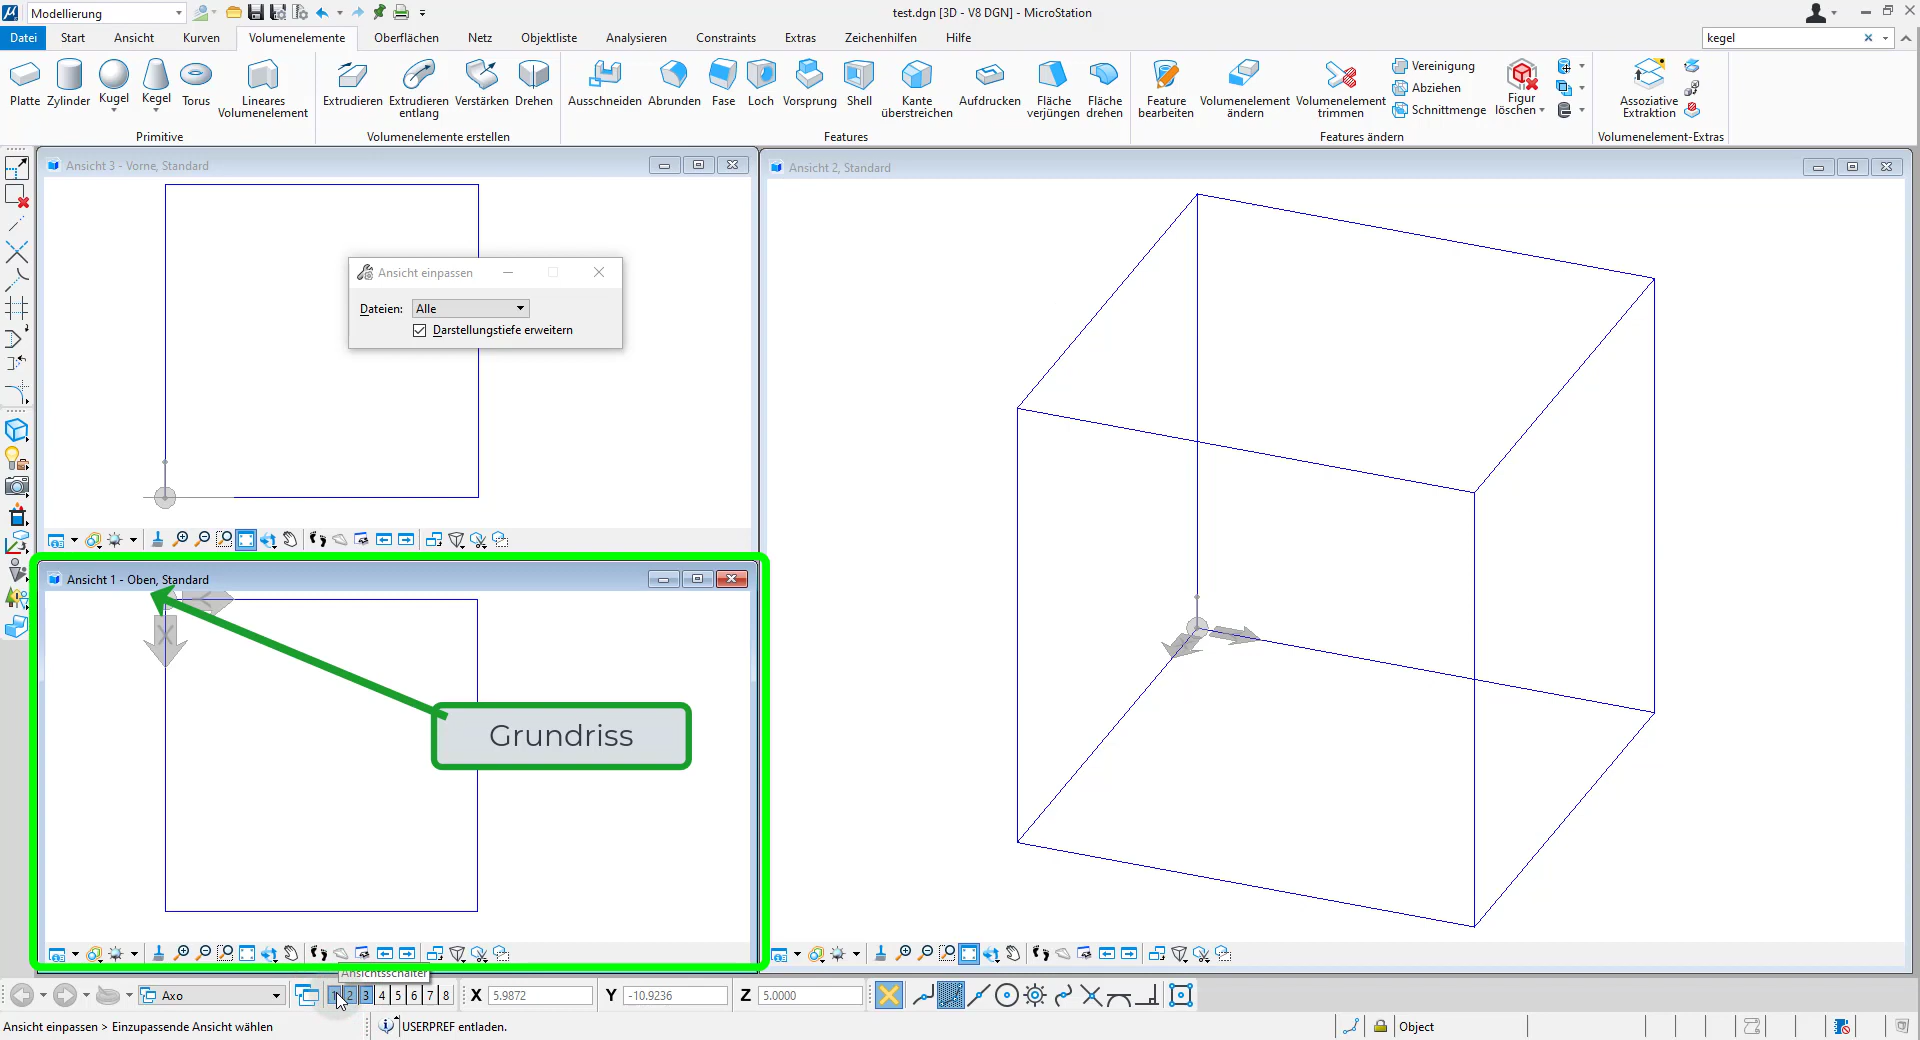 Modellierung
test.dgn [3D - V8 DGN] - MicroStation
Datei Start Ansicht Kurven Volumenelemente Oberflächen Netz Objektliste Analysieren Constraints Extras Zeichenhilfen Hilfe
kegel
Platte Zylinder Kugel Kegel Torus Lineares Volumenelement
Primitive
Extrudieren Extrudieren entlang Verstärken Drehen
Volumenelemente erstellen
Ausschneiden Abrunden Fase Loch Vorsprung Shell Kante überstreichen Aufdrucken Fläche verjüngen Fläche drehen
Features
Feature bearbeiten Volumenelement ändern Volumenelement trimmen
Vereinigung
Abziehen
Schnittmenge
Figur löschen
Features ändern
Assoziative Extraktion
Volumenelement-Extras
Ansicht 3 - Vorne, Standard
Ansicht einpassen
Dateien: Alle
Darstellungstiefe erweitern
Ansicht 2, Standard
Ansicht 1 - Oben, Standard
X
Grundriss
Ansichtsschalter
Axo
1 2 3 4 5 6 7 8
X 5.9872
Y -10.9236
Z 5.0000
Ansicht einpassen > Einzupassende Ansicht wählen
USERPREF entladen.
Object